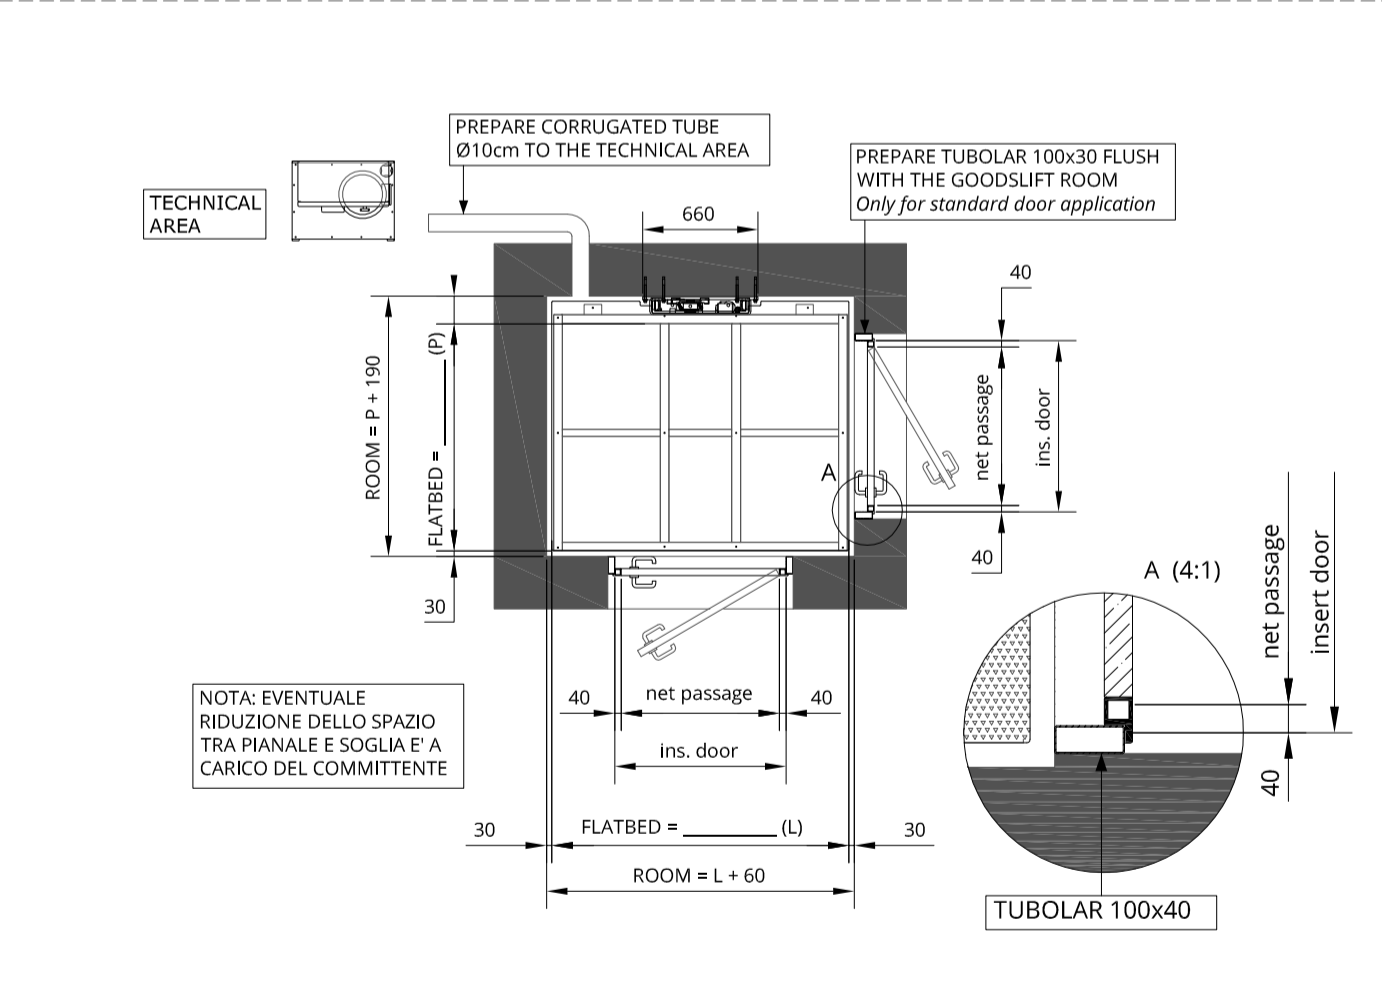 PREPARE CORRUGATED TUBE
Ø10cm TO THE TECHNICAL AREA
PREPARE TUBOLAR 100x30 FLUSH
WITH THE GOODSLIFT ROOM
Only for standard door application
TECHNICAL
AREA
660
40
ROOM = P + 190
FLATBED = ________ (P)
net passage
ins. door
A
40
30
A (4:1)
net passage
insert door
40
NOTA: EVENTUALE
RIDUZIONE DELLO SPAZIO
TRA PIANALE E SOGLIA E' A
CARICO DEL COMMITTENTE
40
net passage
40
ins. door
30
FLATBED = _________ (L)
30
ROOM = L + 60
TUBOLAR 100x40